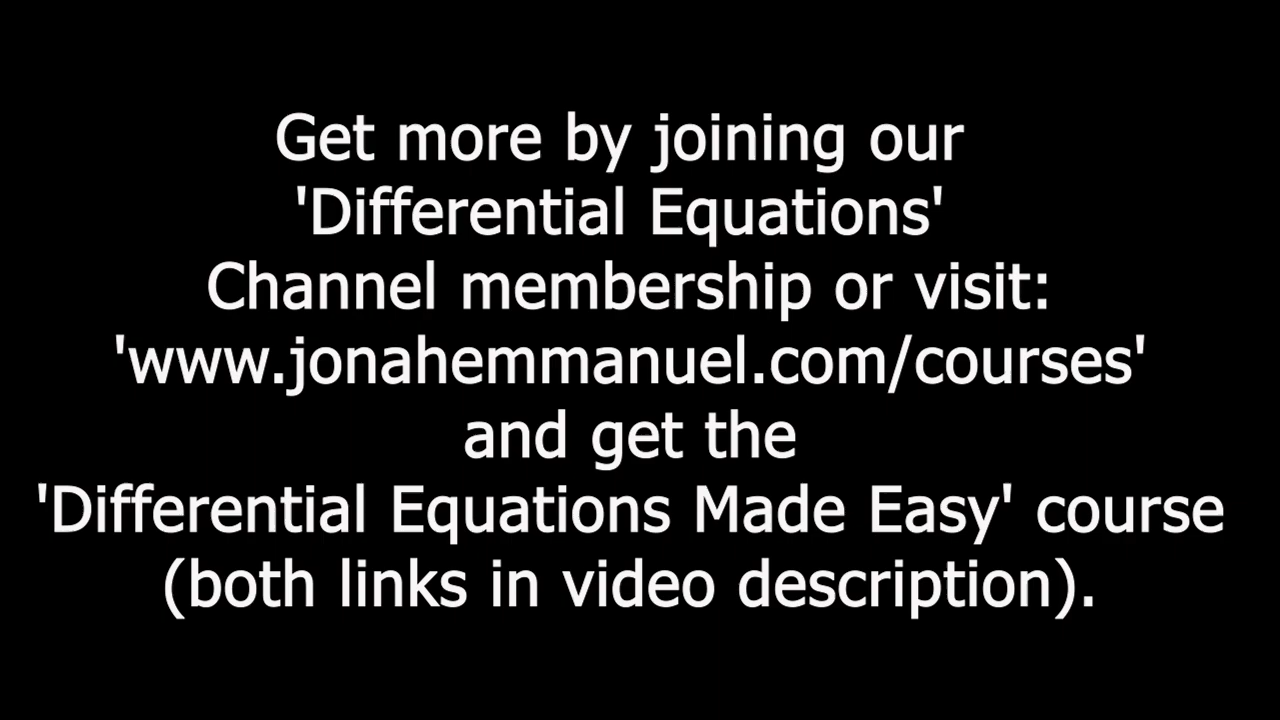 Get more by joining our
'Differential Equations'
Channel membership or visit:
'www.jonahemmanuel.com/courses'
and get the
'Differential Equations Made Easy' course
(both links in video description).